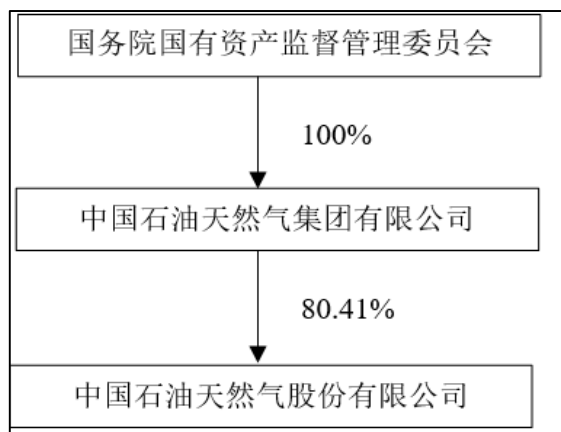 国务院国有资产监督管理委员会
100%
中国石油天然气集团有限公司
80.41%
中国石油天然气股份有限公司